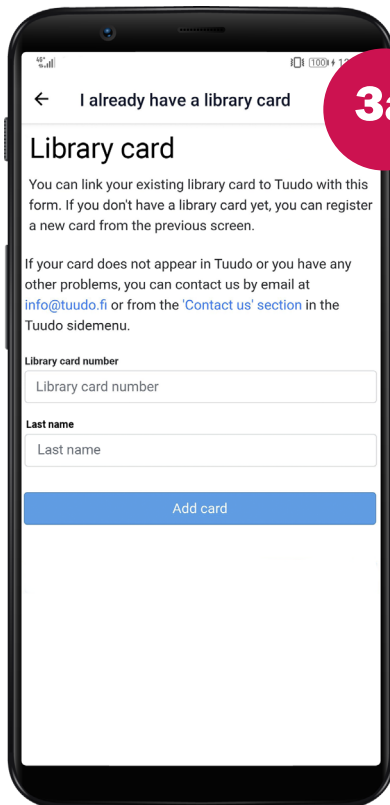 46+
100
I already have a library card
3a
Library card
You can link your existing library card to Tuudo with this
form. If you don't have a library card yet, you can register
a new card from the previous screen.
If your card does not appear in Tuudo or you have any
other problems, you can contact us by email at
info@tuudo.fi or from the 'Contact us' section in the
Tuudo sidemenu.
Library card number
Library card number
Last name
Last name
Add card